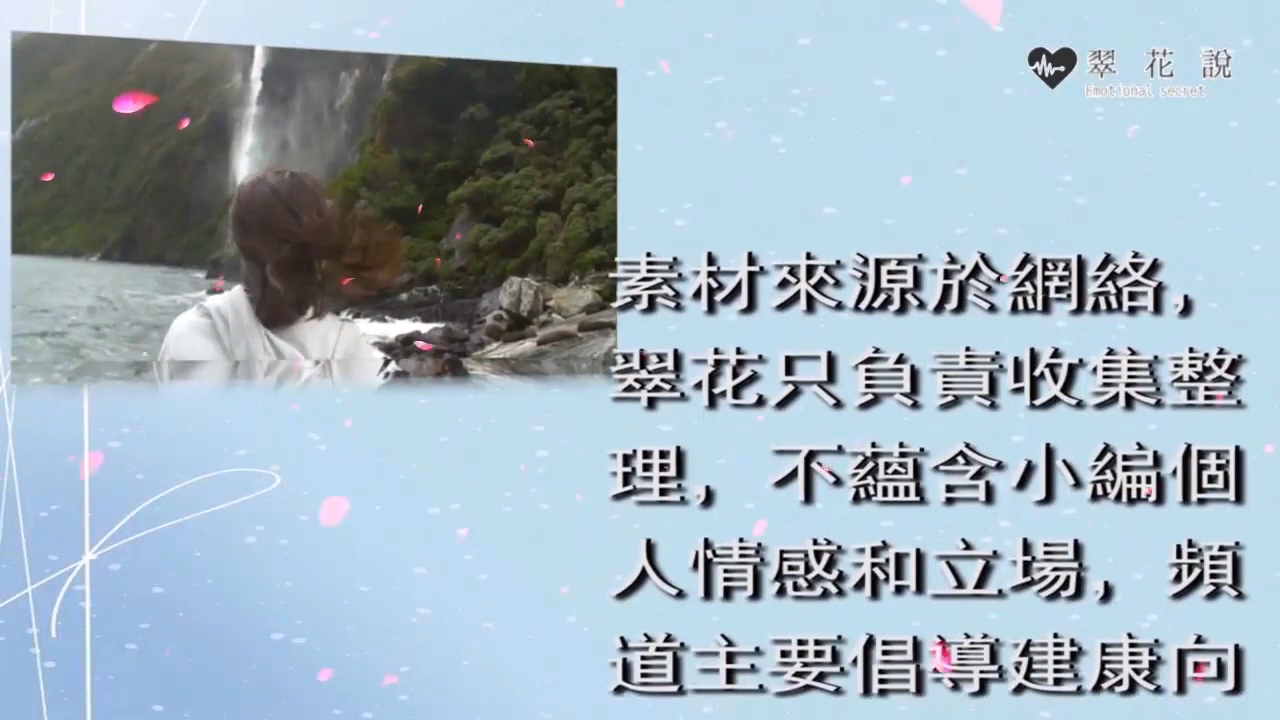 翠花說
Emotional secret
素材來源於網絡，
翠花只負責收集整
理，不蘊含小編個
人情感和立場，頻
道主要倡導建康向